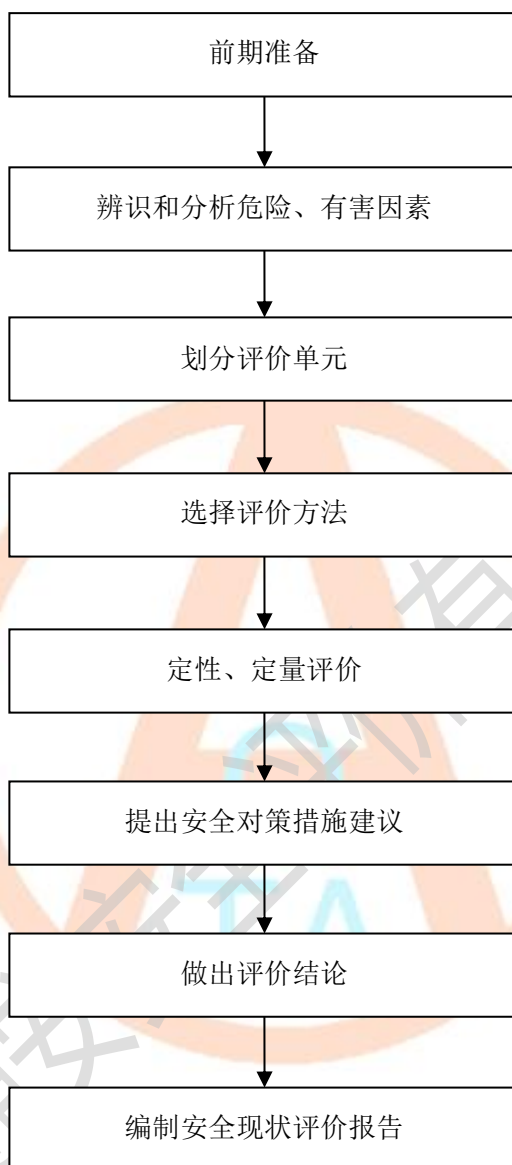 前期准备
辨识和分析危险、有害因素
划分评价单元
选择评价方法
定性、定量评价
提出安全对策措施建议
做出评价结论
编制安全现状评价报告